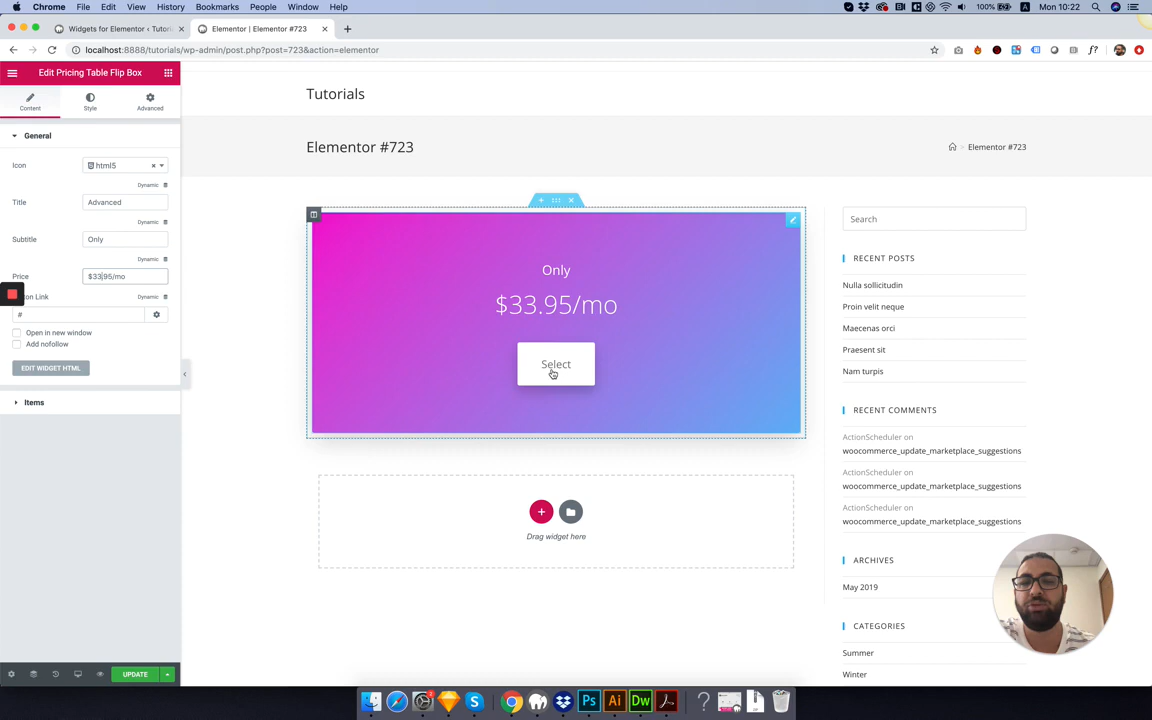 Chrome File Edit View History Bookmarks People Window Help 100% Mon 10:22
Widgets for Elementor ‹ Tutori
Elementor | Elementor #723
localhost:8888/tutorials/wp-admin/post.php?post=723&action=elementor
Edit Pricing Table Flip Box
Content Style Advanced
General
Icon html5
Dynamic
Title Advanced
Dynamic
Subtitle Only
Dynamic
Price $33.95/mo
on Link Dynamic
#
Open in new window
Add nofollow
EDIT WIDGET HTML
Items
UPDATE
Tutorials
Elementor #723
> Elementor #723
Only
$33.95/mo
Select
Drag widget here
Search
RECENT POSTS
Nulla sollicitudin
Proin velit neque
Maecenas orci
Praesent sit
Nam turpis
RECENT COMMENTS
ActionScheduler on
woocommerce_update_marketplace_suggestions
ActionScheduler on
woocommerce_update_marketplace_suggestions
ActionScheduler on
woocommerce_update_marketplace_suggestions
ARCHIVES
May 2019
CATEGORIES
Summer
Winter
Ps Ai Dw